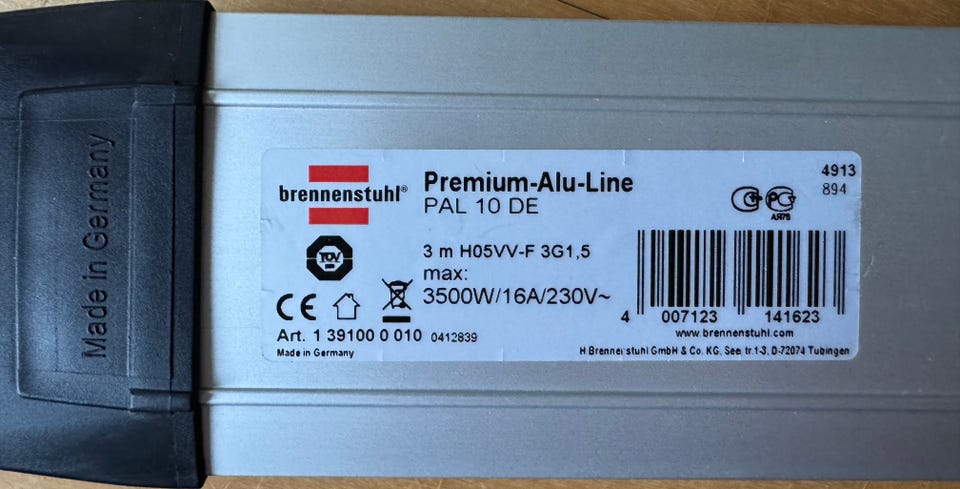 Made in Germany
brennenstuhl®
Premium-Alu-Line
PAL 10 DE
4913
894
3 m H05VV-F 3G1,5
max:
3500W/16A/230V~
CE
Art. 1 39100 0 010 0412839
Made in Germany
4 007123 141623
www.brennenstuhl.com
H.Brennenstuhl GmbH & Co. KG, Seestr.1-3, D-72074 Tübingen